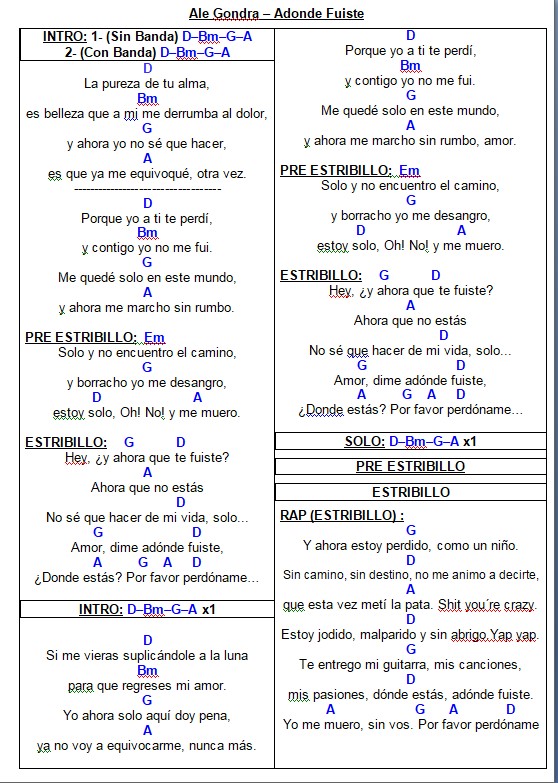 Ale Gondra – Adonde Fuiste
INTRO: 1- (Sin Banda) D–Bm–G–A
2- (Con Banda) D–Bm–G–A
D
La pureza de tu alma,
Bm
es belleza que a mi me derrumba al dolor,
G
y ahora yo no sé que hacer,
A
es que ya me equivoqué, otra vez.
------------------------------------
D
Porque yo a ti te perdí,
Bm
y contigo yo no me fui.
G
Me quedé solo en este mundo,
A
y ahora me marcho sin rumbo.
PRE ESTRIBILLO: Em
Solo y no encuentro el camino,
G
y borracho yo me desangro,
D A
estoy solo, Oh! No! y me muero.
ESTRIBILLO: G D
Hey, ¿y ahora que te fuiste?
A
Ahora que no estás
D
No sé que hacer de mi vida, solo...
G D
Amor, dime adónde fuiste,
A G A D
¿Donde estás? Por favor perdóname...
INTRO: D–Bm–G–A x1
D
Si me vieras suplicándole a la luna
Bm
para que regreses mi amor.
G
Yo ahora solo aquí doy pena,
A
ya no voy a equivocarme, nunca más.
D
Porque yo a ti te perdí,
Bm
y contigo yo no me fui.
G
Me quedé solo en este mundo,
A
y ahora me marcho sin rumbo, amor.
PRE ESTRIBILLO: Em
Solo y no encuentro el camino,
G
y borracho yo me desangro,
D A
estoy solo, Oh! No! y me muero.
ESTRIBILLO: G D
Hey, ¿y ahora que te fuiste?
A
Ahora que no estás
D
No sé que hacer de mi vida, solo...
G D
Amor, dime adónde fuiste,
A G A D
¿Donde estás? Por favor perdóname...
SOLO: D–Bm–G–A x1
PRE ESTRIBILLO
ESTRIBILLO
RAP (ESTRIBILLO) :
G
Y ahora estoy perdido, como un niño.
D
Sin camino, sin destino, no me animo a decirte,
A
que esta vez metí la pata. Shit you´re crazy.
D
Estoy jodido, malparido y sin abrigo.Yap yap.
G
Te entrego mi guitarra, mis canciones,
D
mis pasiones, dónde estás, adónde fuiste.
A G A D
Yo me muero, sin vos. Por favor perdóname